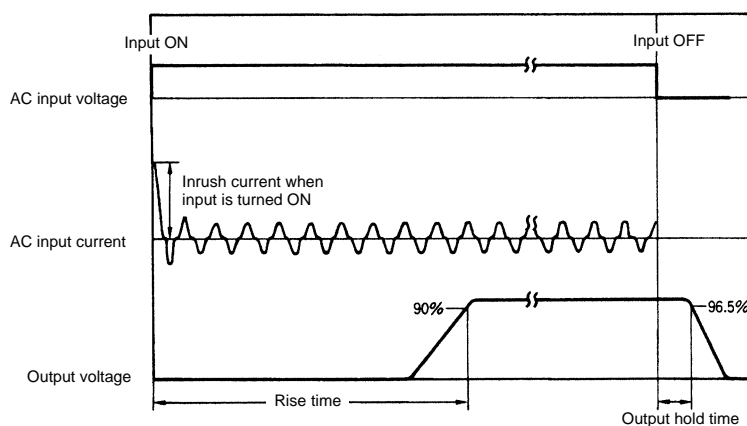 Input ON
Input OFF
AC input voltage
Inrush current when
input is turned ON
AC input current
90%
96.5%
Output voltage
Rise time
Output hold time